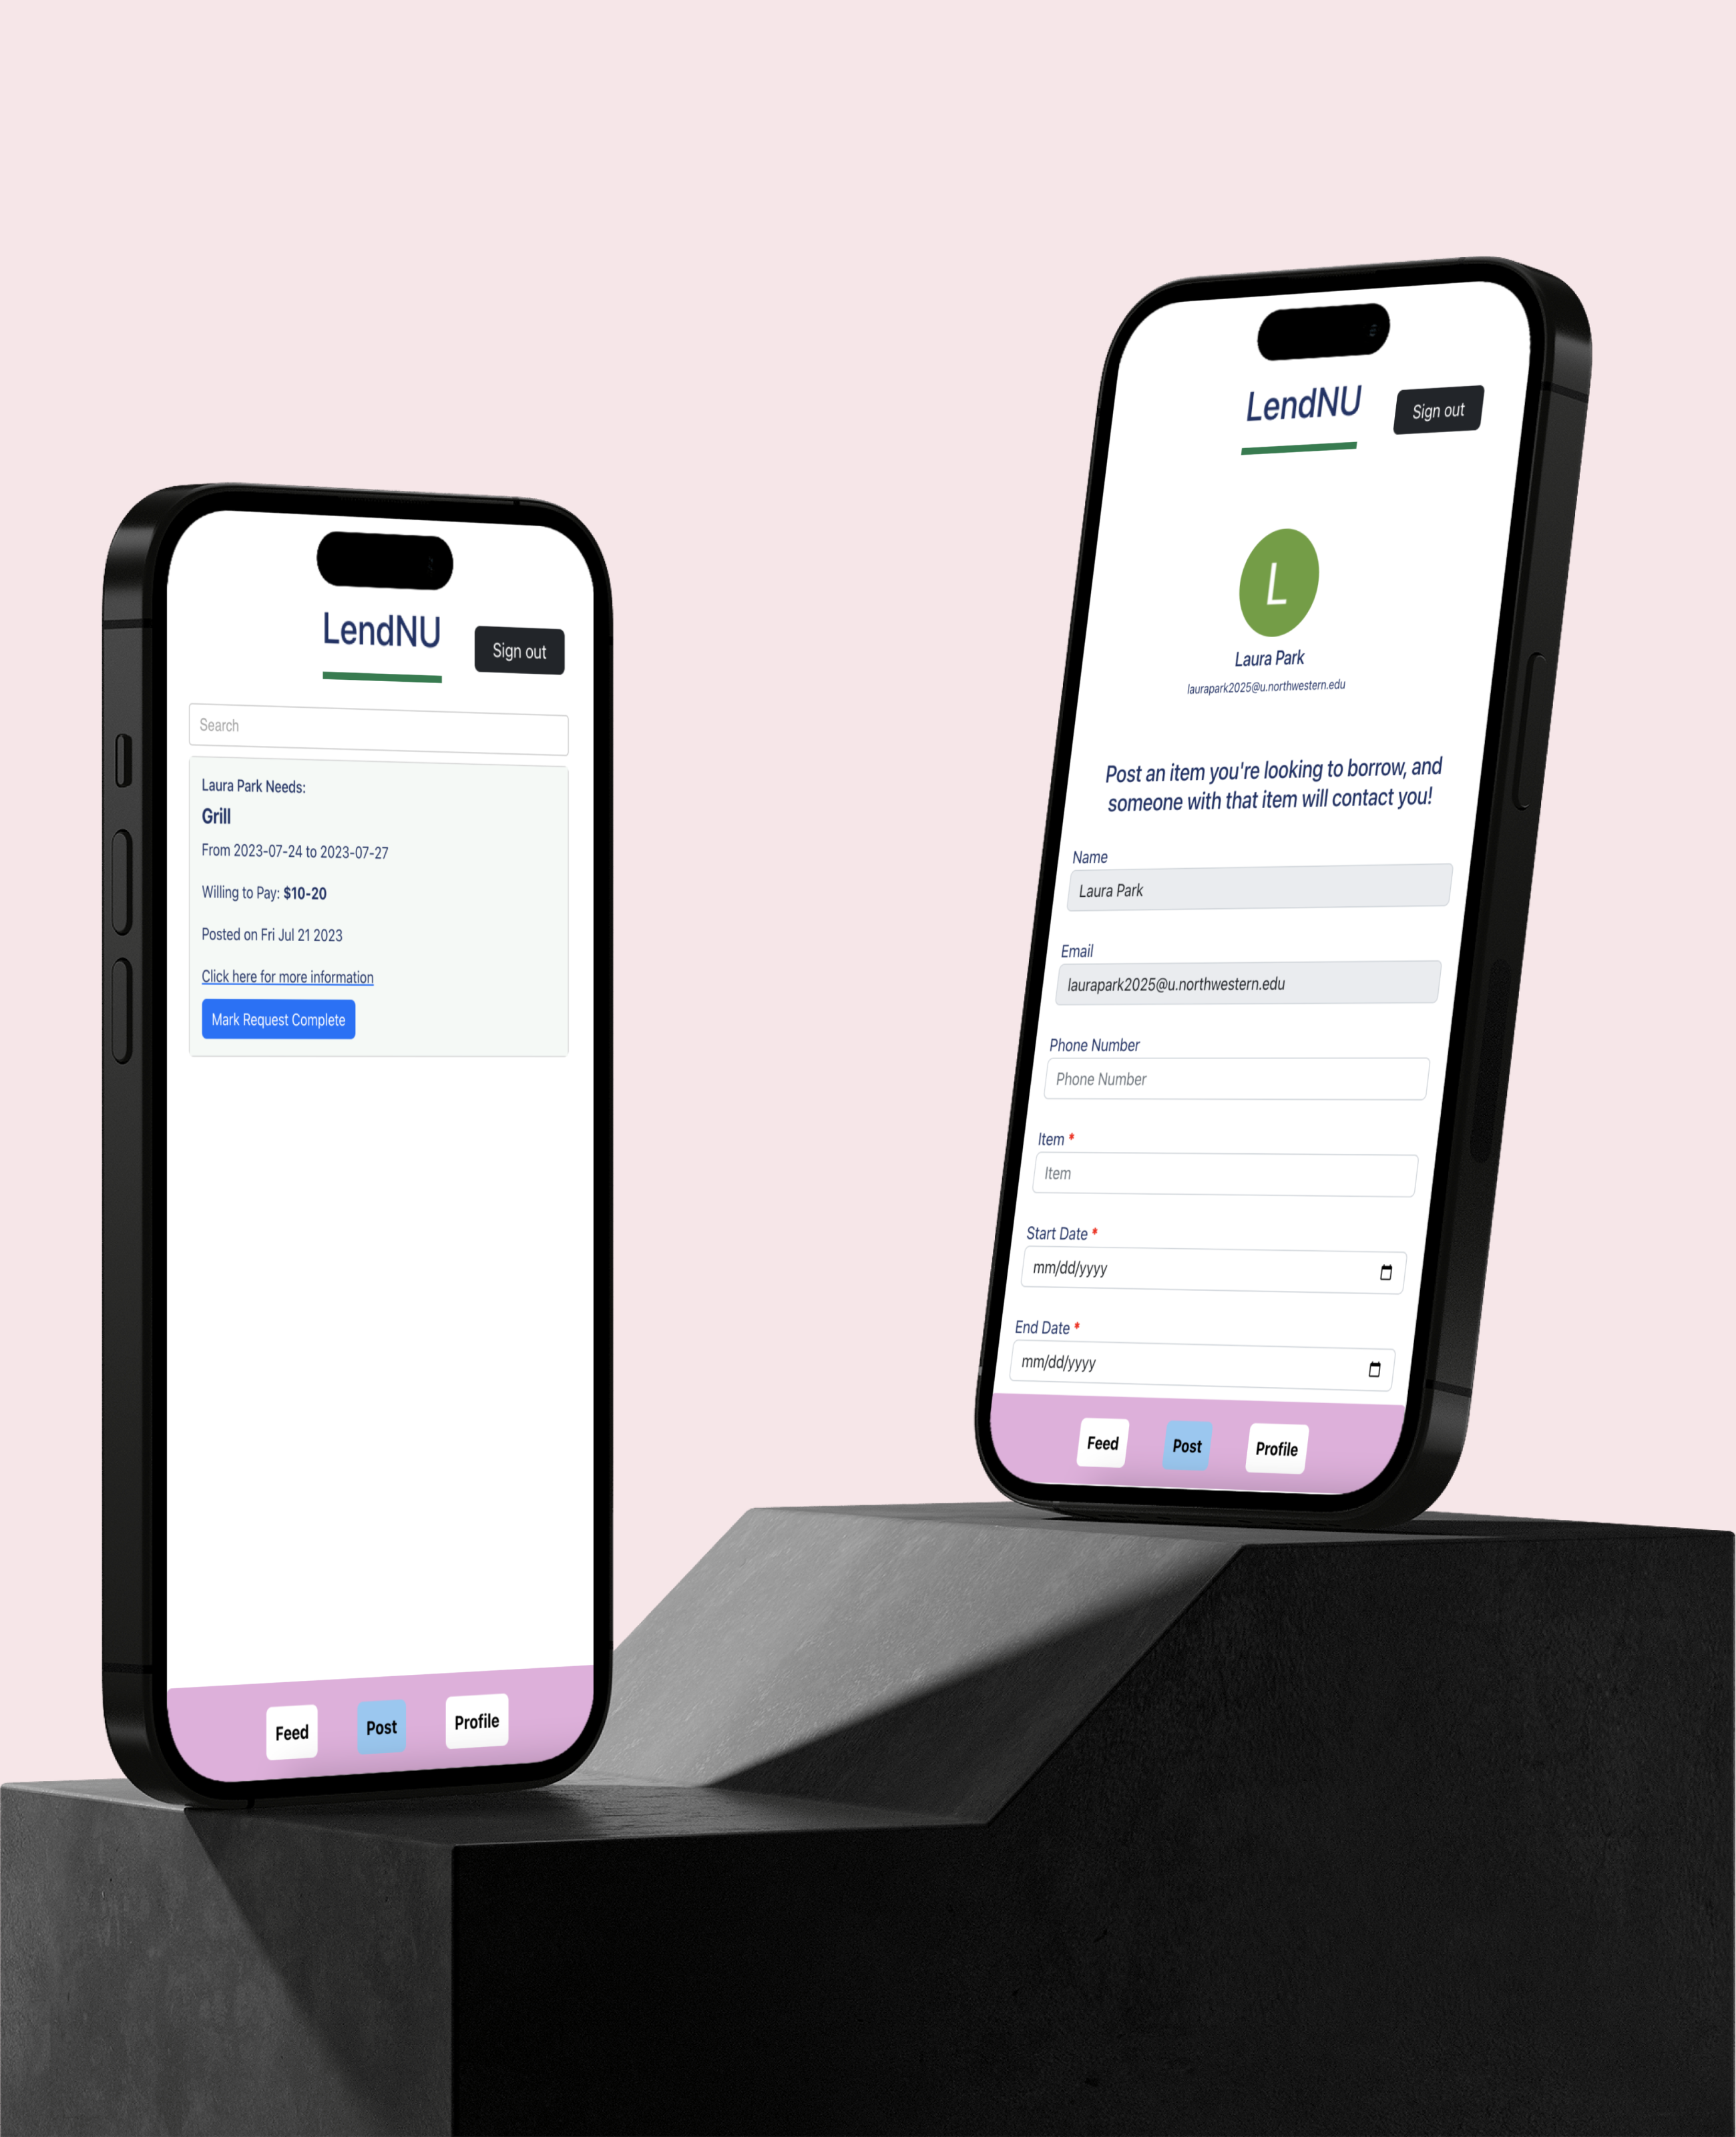 LendNU
Sign out
Search
Laura Park Needs:
Grill
From 2023-07-24 to 2023-07-27
Willing to Pay: $10-20
Posted on Fri Jul 21 2023
Click here for more information
Mark Request Complete
Feed
Post
Profile
LendNU
Sign out
L
Laura Park
laurapark2025@u.northwestern.edu
Post an item you're looking to borrow, and
someone with that item will contact you!
Name
Laura Park
Email
laurapark2025@u.northwestern.edu
Phone Number
Phone Number
Item *
Item
Start Date *
mm/dd/yyyy
End Date *
mm/dd/yyyy
Feed
Post
Profile